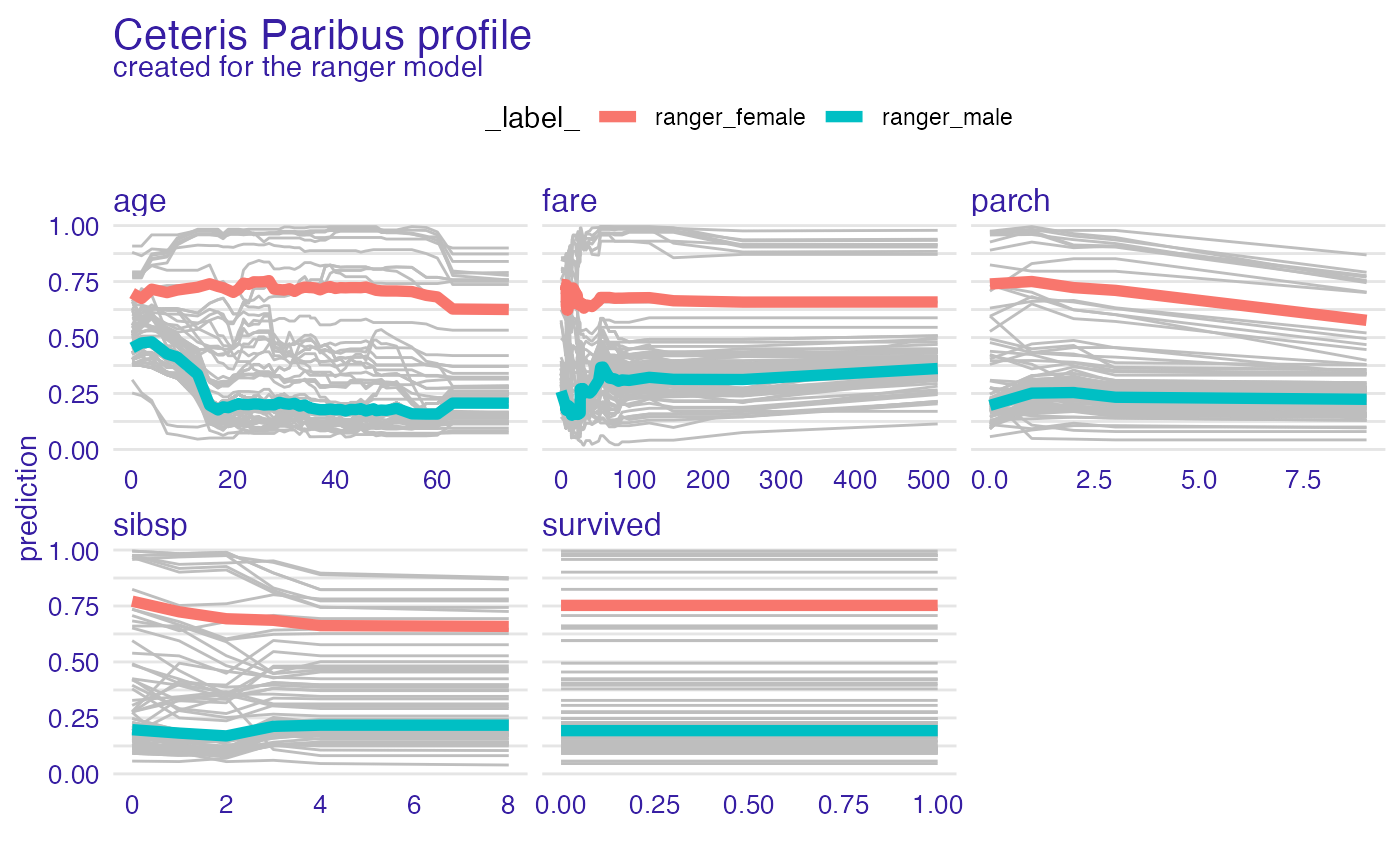 Ceteris Paribus profile
created for the ranger model
_label_ ranger_female ranger_male
age fare parch
1.00
0.75
0.50
0.25
0.00
0 20 40 60 0 100 200 300 400 500 0.0 2.5 5.0 7.5
prediction
sibsp survived
1.00
0.75
0.50
0.25
0.00
0 2 4 6 8 0.00 0.25 0.50 0.75 1.00